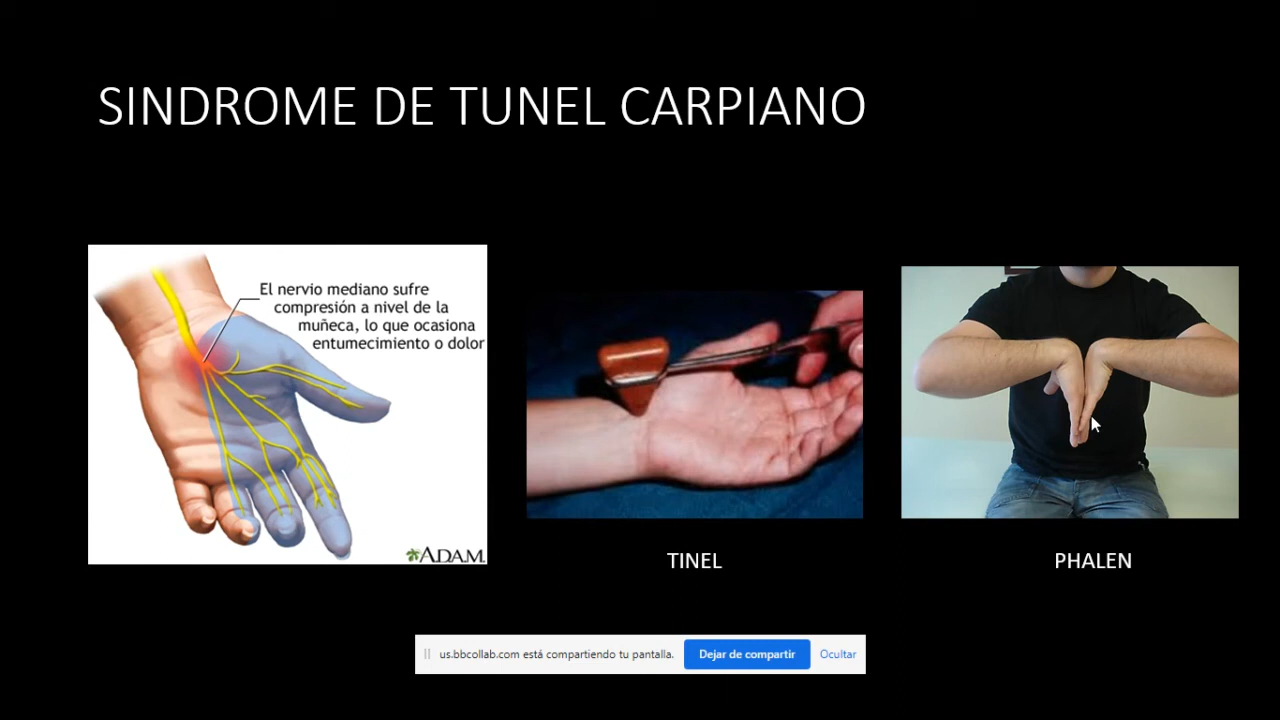 SINDROME DE TUNEL CARPIANO
El nervio mediano sufre
compresión a nivel de la
muñeca, lo que ocasiona
entumecimiento o dolor
ADAM.
TINEL
PHALEN
us.bbcollab.com está compartiendo tu pantalla.
Dejar de compartir
Ocultar